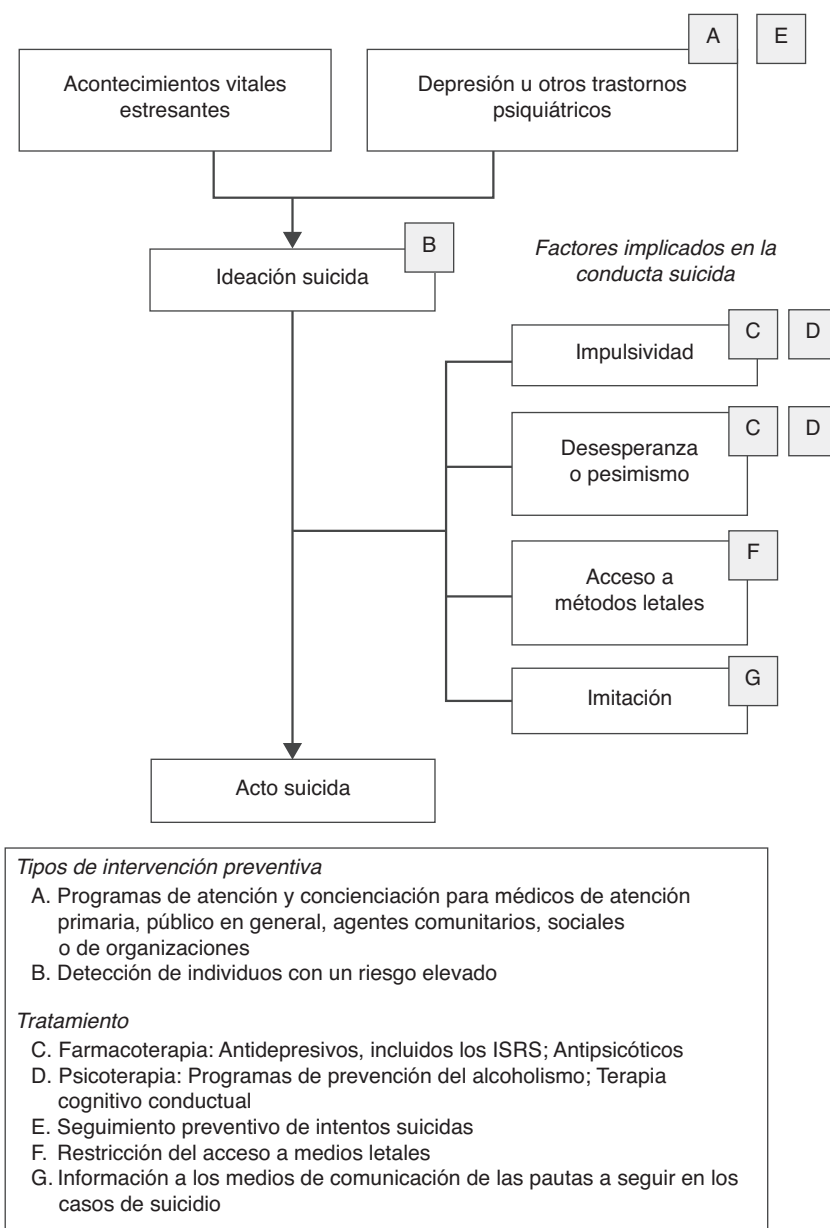 A
E
Acontecimientos vitales
estresantes
Depresión u otros trastornos
psiquiátricos
B
Ideación suicida
Factores implicados en la
conducta suicida
C
D
Impulsividad
C
D
Desesperanza
o pesimismo
F
Acceso a
métodos letales
G
Imitación
Acto suicida
Tipos de intervención preventiva
A. Programas de atención y concienciación para médicos de atención
primaria, público en general, agentes comunitarios, sociales
o de organizaciones
B. Detección de individuos con un riesgo elevado
Tratamiento
C. Farmacoterapia: Antidepresivos, incluidos los ISRS; Antipsicóticos
D. Psicoterapia: Programas de prevención del alcoholismo; Terapia
cognitivo conductual
E. Seguimiento preventivo de intentos suicidas
F. Restricción del acceso a medios letales
G. Información a los medios de comunicación de las pautas a seguir en los
casos de suicidio